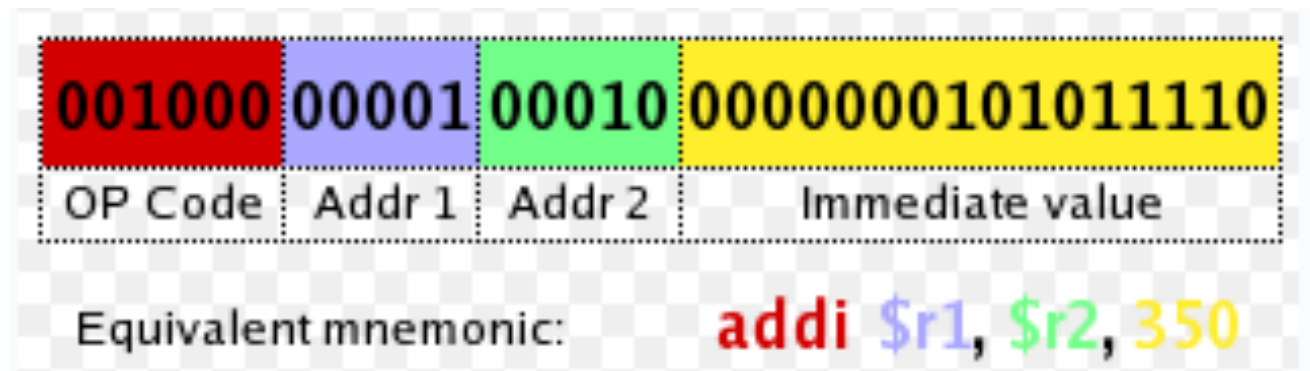 001000 00001 00010 0000000101011110
OP Code Addr 1 Addr 2 Immediate value
Equivalent mnemonic: addi $r1, $r2, 350